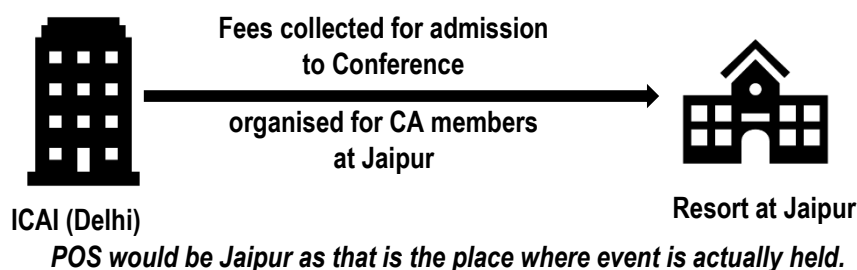 Fees collected for admission
to Conference
organised for CA members
at Jaipur
ICAI (Delhi)
Resort at Jaipur
POS would be Jaipur as that is the place where event is actually held.